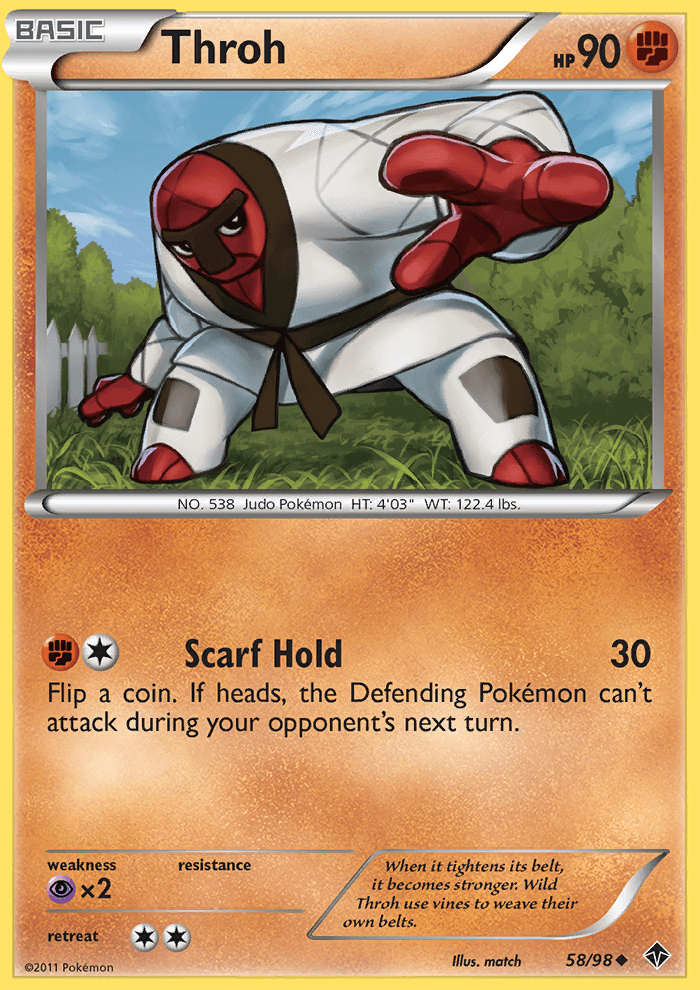 BASIC
Throh
HP 90
NO. 538 Judo Pokémon HT: 4'03" WT: 122.4 lbs.
Scarf Hold 30
Flip a coin. If heads, the Defending Pokémon can't
attack during your opponent's next turn.
weakness resistance
×2
retreat
When it tightens its belt,
it becomes stronger. Wild
Throh use vines to weave their
own belts.
©2011 Pokémon
Illus. match 58/98